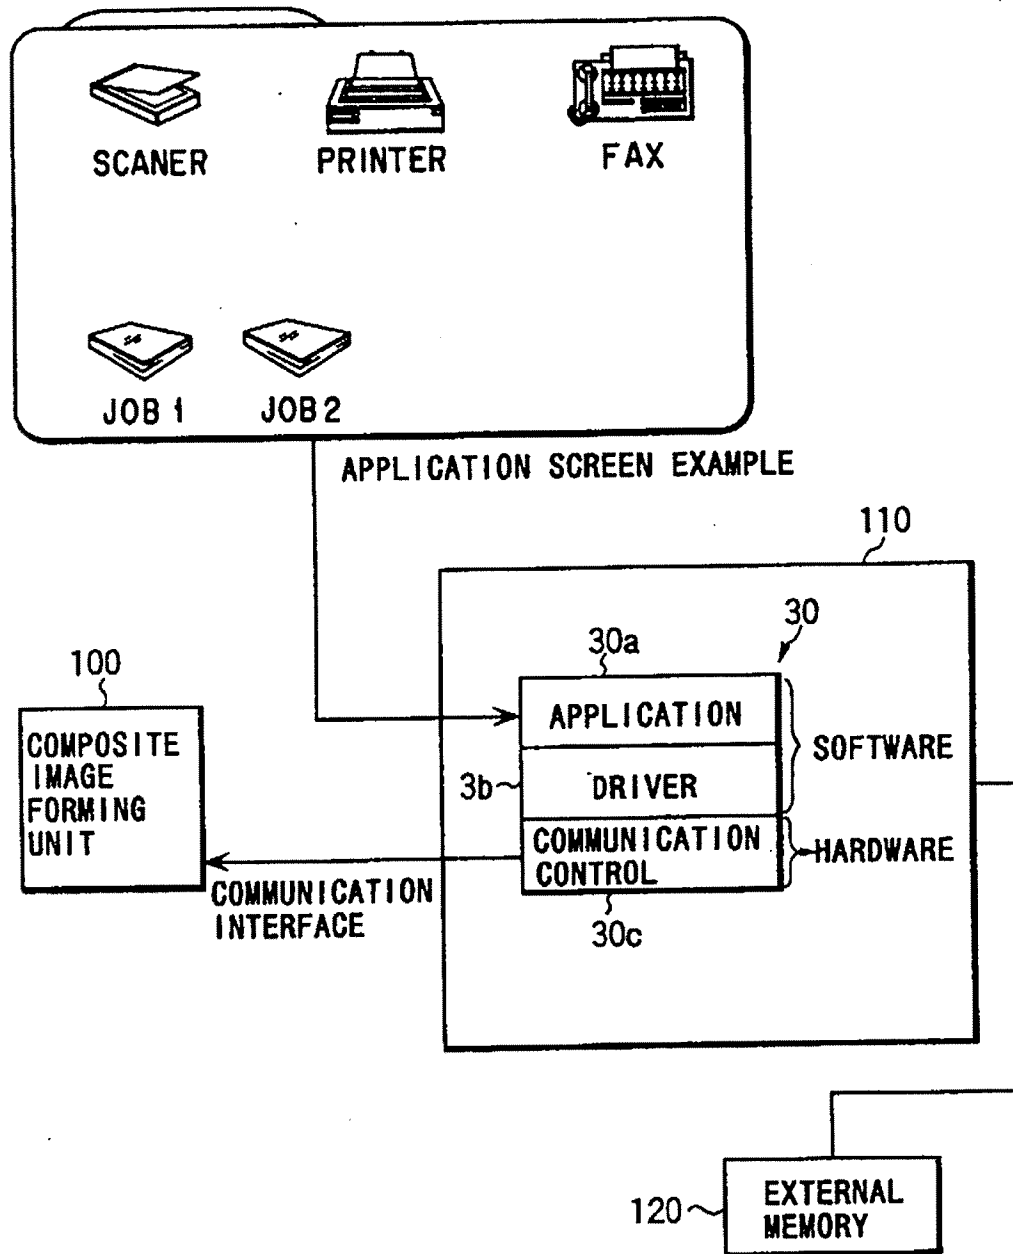 SCANER
PRINTER
FAX
JOB 1
JOB 2
APPLICATION SCREEN EXAMPLE
110
30
30a
100
APPLICATION
SOFTWARE
COMPOSITE
IMAGE
FORMING
UNIT
3b
DRIVER
COMMUNICATION
CONTROL
HARDWARE
COMMUNICATION
INTERFACE
30c
120
EXTERNAL
MEMORY